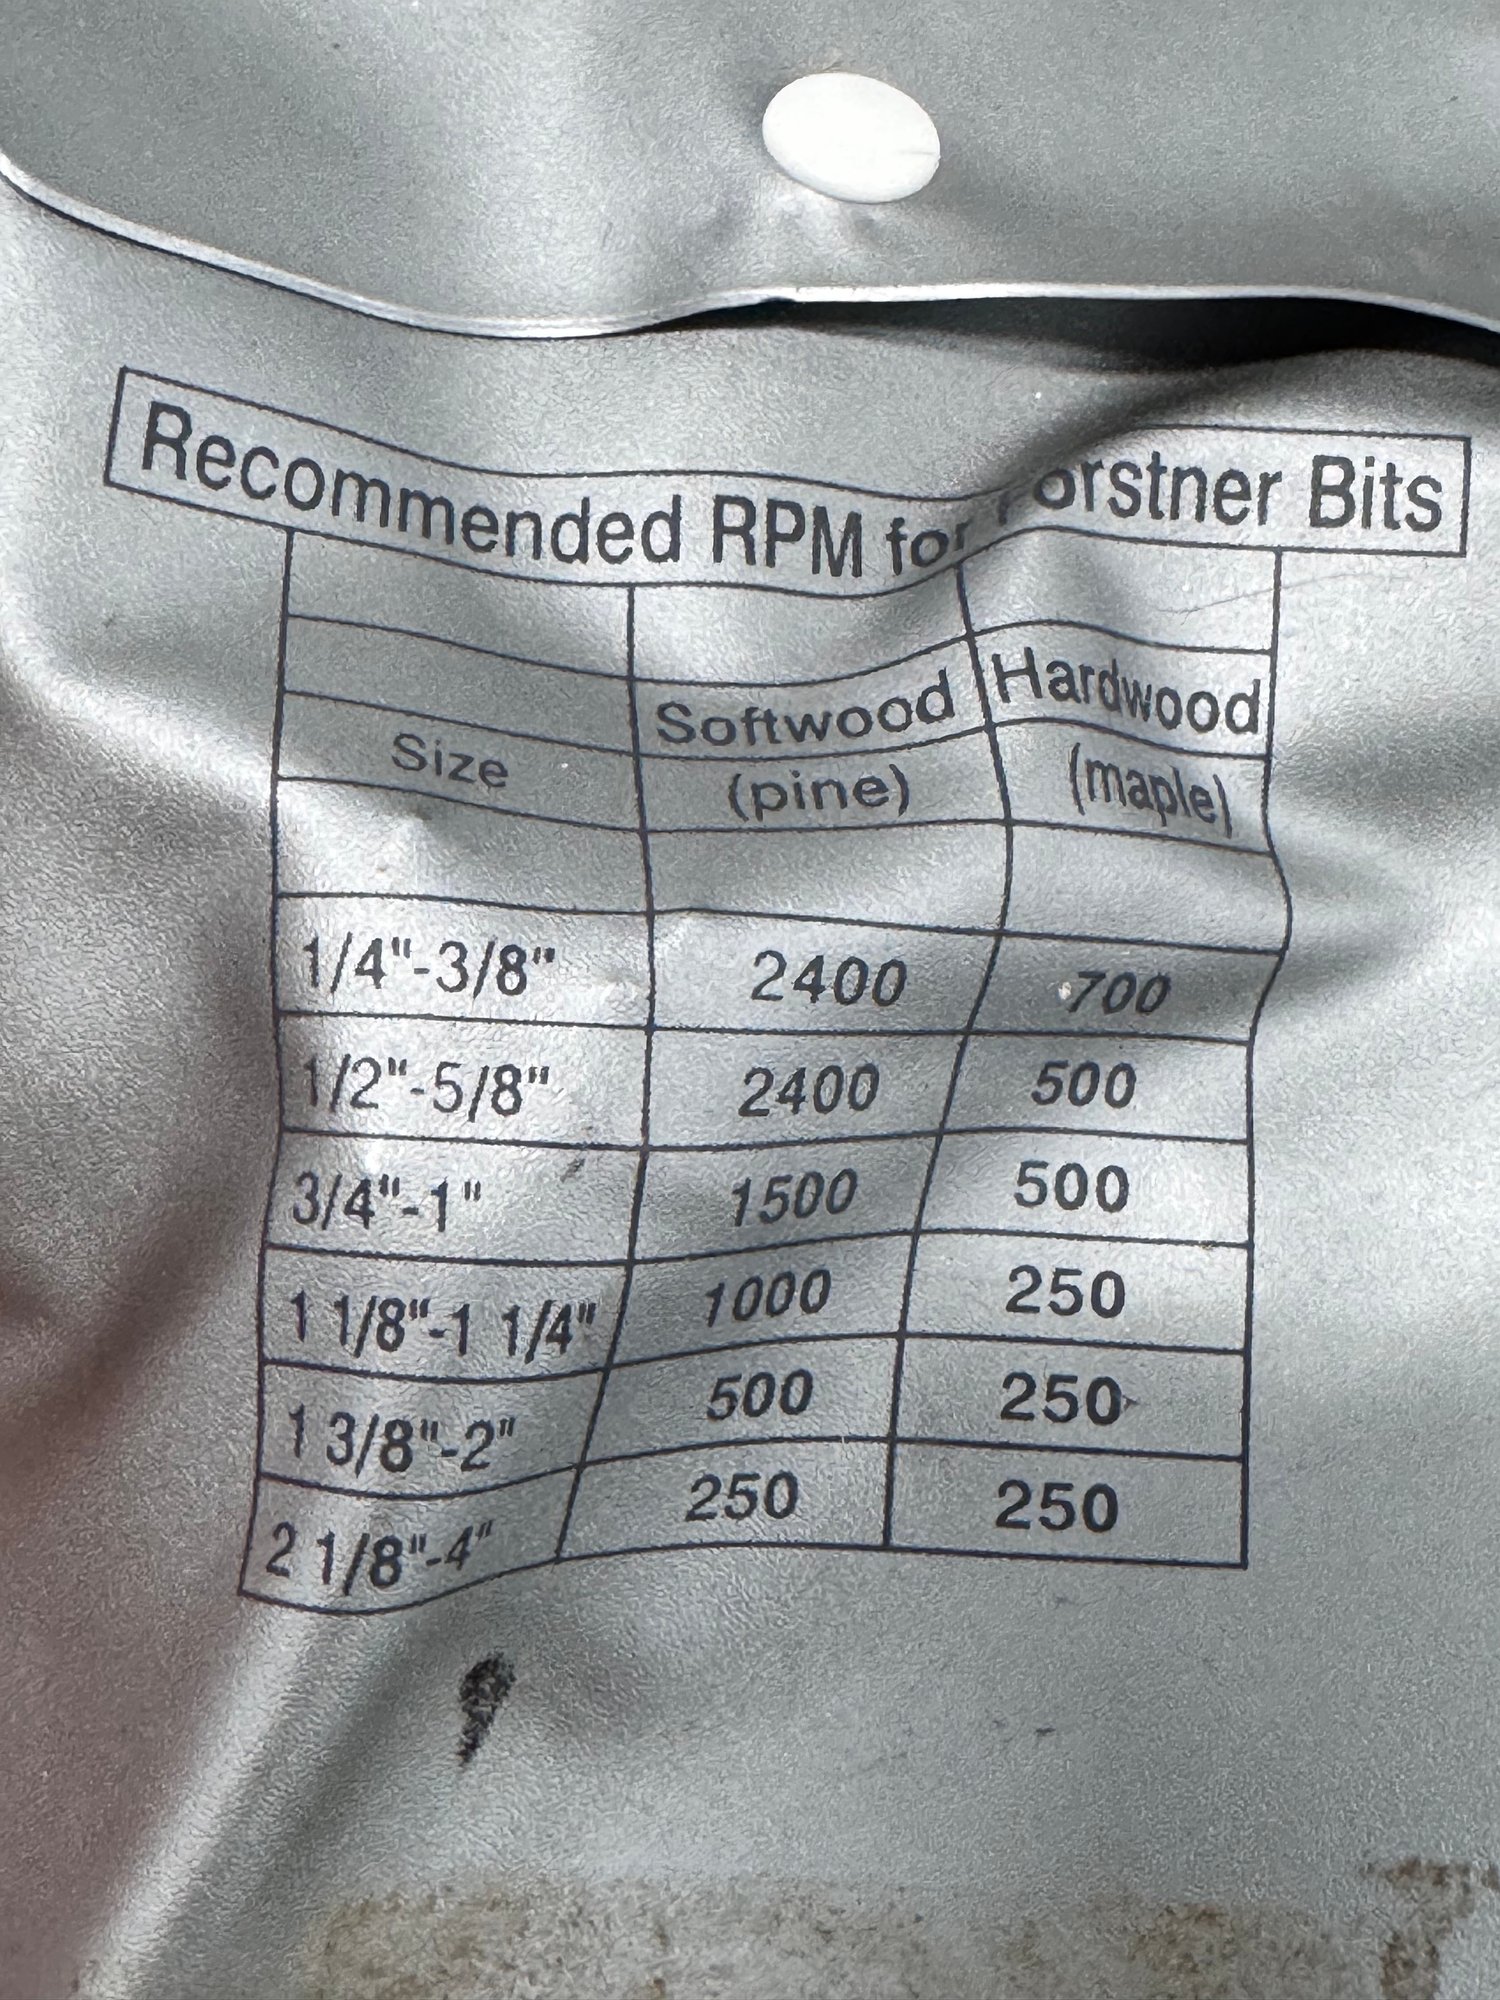 Recommended RPM for Forstner Bits
Softwood Hardwood
Size (pine) (maple)
1/4"-3/8" 2400 700
1/2"-5/8" 2400 500
3/4"-1" 1500 500
1 1/8"-1 1/4" 1000 250
1 3/8"-2" 500 250
2 1/8"-4" 250 250